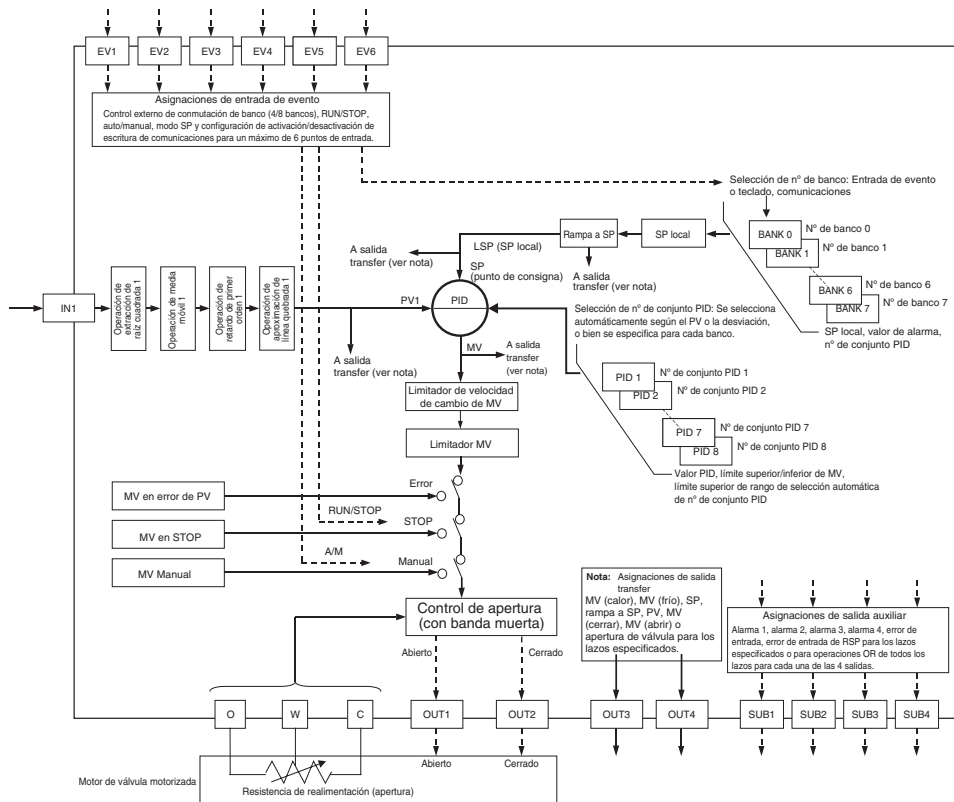 EV1 EV2 EV3 EV4 EV5 EV6
Asignaciones de entrada de evento
Control externo de conmutación de banco (4/8 bancos), RUN/STOP,
auto/manual, modo SP y configuración de activación/desactivación de
escritura de comunicaciones para un máximo de 6 puntos de entrada.
Selección de nº de banco: Entrada de evento
o teclado, comunicaciones
BANK 0
Nº de banco 0
BANK 1
Nº de banco 1
BANK 6
Nº de banco 6
BANK 7
Nº de banco 7
SP local, valor de alarma,
nº de conjunto PID
SP local
Rampa a SP
LSP (SP local)
A salida
transfer (ver nota)
SP
(punto de consigna)
A salida
transfer (ver nota)
IN1
Operación de
extracción de
raíz cuadrada 1
Operación de media
móvil 1
Operación de
retardo de primer
orden 1
Operación de
aproximación de
línea quebrada 1
PV1
PID
A salida
transfer (ver nota)
MV
A salida
transfer
(ver nota)
Selección de nº de conjunto PID: Se selecciona
automáticamente según el PV o la desviación,
o bien se especifica para cada banco.
PID 1
Nº de conjunto PID 1
PID 2
Nº de conjunto PID 2
PID 7
Nº de conjunto PID 7
PID 8
Nº de conjunto PID 8
Valor PID, límite superior/inferior de MV,
límite superior de rango de selección automática
de nº de conjunto PID
Limitador de velocidad
de cambio de MV
Limitador MV
MV en error de PV
Error
RUN/STOP
MV en STOP
STOP
A/M
MV Manual
Manual
Control de apertura
(con banda muerta)
Abierto
Cerrado
Nota: Asignaciones de salida
transfer
MV (calor), MV (frío), SP,
rampa a SP, PV, MV
(cerrar), MV (abrir) o
apertura de válvula para los
lazos especificados.
Asignaciones de salida auxiliar
Alarma 1, alarma 2, alarma 3, alarma 4, error de
entrada, error de entrada de RSP para los lazos
especificados o para operaciones OR de todos los
lazos para cada una de las 4 salidas.
O W C OUT1 OUT2 OUT3 OUT4 SUB1 SUB2 SUB3 SUB4
Abierto
Cerrado
Motor de válvula motorizada
Resistencia de realimentación (apertura)